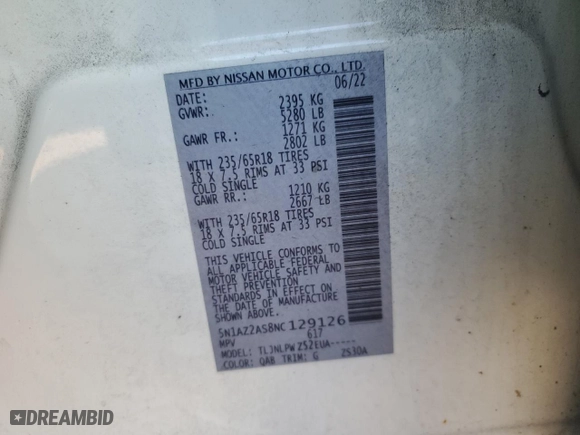 MFD BY NISSAN MOTOR CO., LTD.
DATE: 06/22
GVWR: 2395 KG
5280 LB
GAWR FR.: 1271 KG
2802 LB
WITH 235/65R18 TIRES
18 X 7.5 RIMS AT 33 PSI
COLD SINGLE
GAWR RR.: 1210 KG
2667 LB
WITH 235/65R18 TIRES
18 X 7.5 RIMS AT 33 PSI
COLD SINGLE
THIS VEHICLE CONFORMS TO
ALL APPLICABLE FEDERAL
MOTOR VEHICLE SAFETY AND
THEFT PREVENTION
STANDARDS IN EFFECT ON
THE DATE OF MANUFACTURE
SHOWN ABOVE.
5N1AZ2AS8NC 129126
MPV 617
MODEL: TLJNLPW Z52EUA-----
COLOR: QAB TRIM: G Z530A
DREAMBID